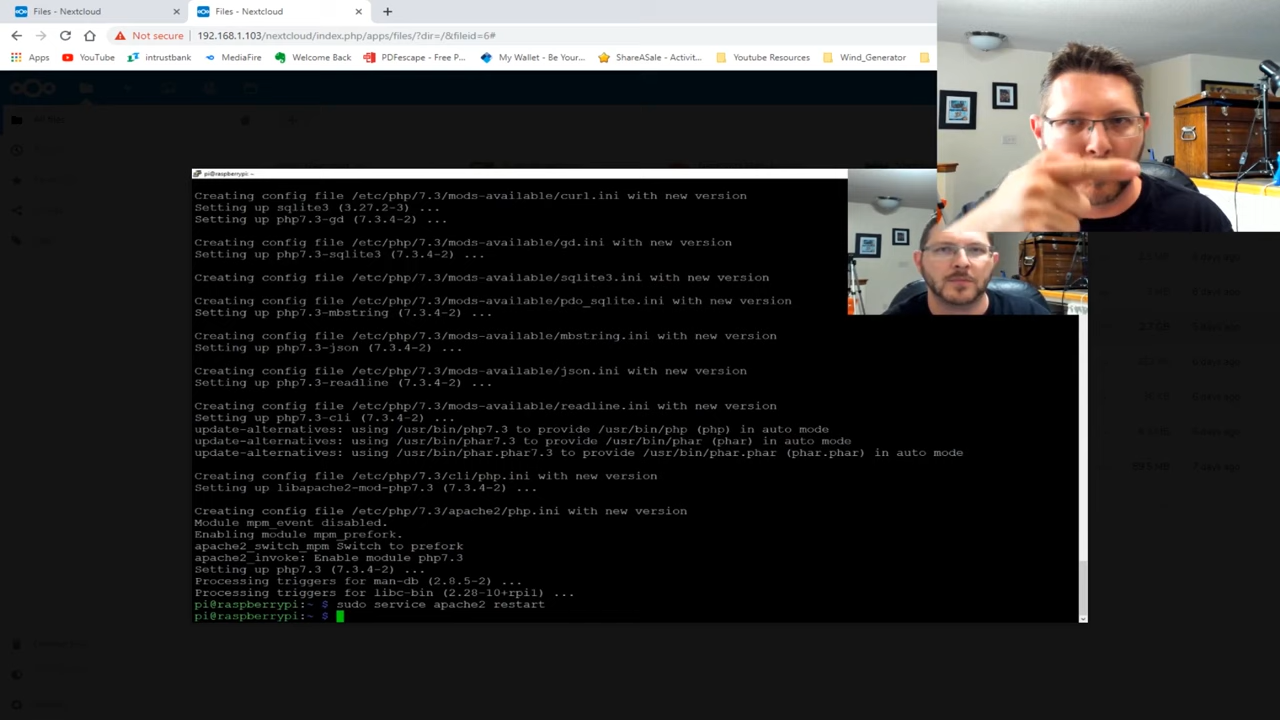 Files - Nextcloud
Files - Nextcloud
Not secure 192.168.1.103/nextcloud/index.php/apps/files/?dir=/&fileid=6#
Apps YouTube intrustbank MediaFire Welcome Back PDFescape - Free P... My Wallet - Be Your... ShareASale - Activit... YouTube Resources Wind_Generator
pi@raspberrypi: ~
Creating config file /etc/php/7.3/mods-available/curl.ini with new version
Setting up sqlite3 (3.27.2-3) ...
Setting up php7.3-gd (7.3.4-2) ...
Creating config file /etc/php/7.3/mods-available/gd.ini with new version
Setting up php7.3-sqlite3 (7.3.4-2) ...
Creating config file /etc/php/7.3/mods-available/sqlite3.ini with new version
Creating config file /etc/php/7.3/mods-available/pdo_sqlite.ini with new version
Setting up php7.3-mbstring (7.3.4-2) ...
Creating config file /etc/php/7.3/mods-available/mbstring.ini with new version
Setting up php7.3-json (7.3.4-2) ...
Creating config file /etc/php/7.3/mods-available/json.ini with new version
Setting up php7.3-readline (7.3.4-2) ...
Creating config file /etc/php/7.3/mods-available/readline.ini with new version
Setting up php7.3-cli (7.3.4-2) ...
update-alternatives: using /usr/bin/php7.3 to provide /usr/bin/php (php) in auto mode
update-alternatives: using /usr/bin/phar7.3 to provide /usr/bin/phar (phar) in auto mode
update-alternatives: using /usr/bin/phar.phar7.3 to provide /usr/bin/phar.phar (phar.phar) in auto mode
Creating config file /etc/php/7.3/cli/php.ini with new version
Setting up libapache2-mod-php7.3 (7.3.4-2) ...
Creating config file /etc/php/7.3/apache2/php.ini with new version
Module mpm_event disabled.
Enabling module mpm_prefork.
apache2_switch_mpm Switch to prefork
apache2_invoke: Enable module php7.3
Setting up php7.3 (7.3.4-2) ...
Processing triggers for man-db (2.8.5-2) ...
Processing triggers for libc-bin (2.28-10+rpi1) ...
pi@raspberrypi:~ $ sudo service apache2 restart
pi@raspberrypi:~ $